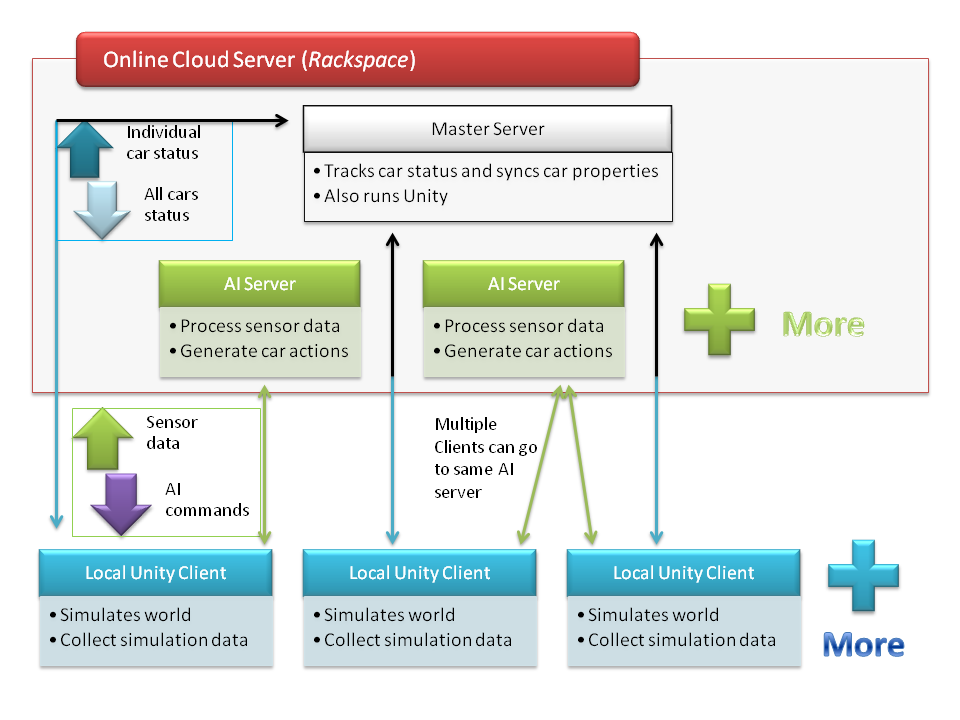 Online Cloud Server (Rackspace)
Individual
car status
All cars
status
Master Server
• Tracks car status and syncs car properties
• Also runs Unity
AI Server
• Process sensor data
• Generate car actions
AI Server
• Process sensor data
• Generate car actions
More
Sensor
data
AI
commands
Multiple
Clients can go
to same AI
server
Local Unity Client
• Simulates world
• Collect simulation data
Local Unity Client
• Simulates world
• Collect simulation data
Local Unity Client
• Simulates world
• Collect simulation data
More